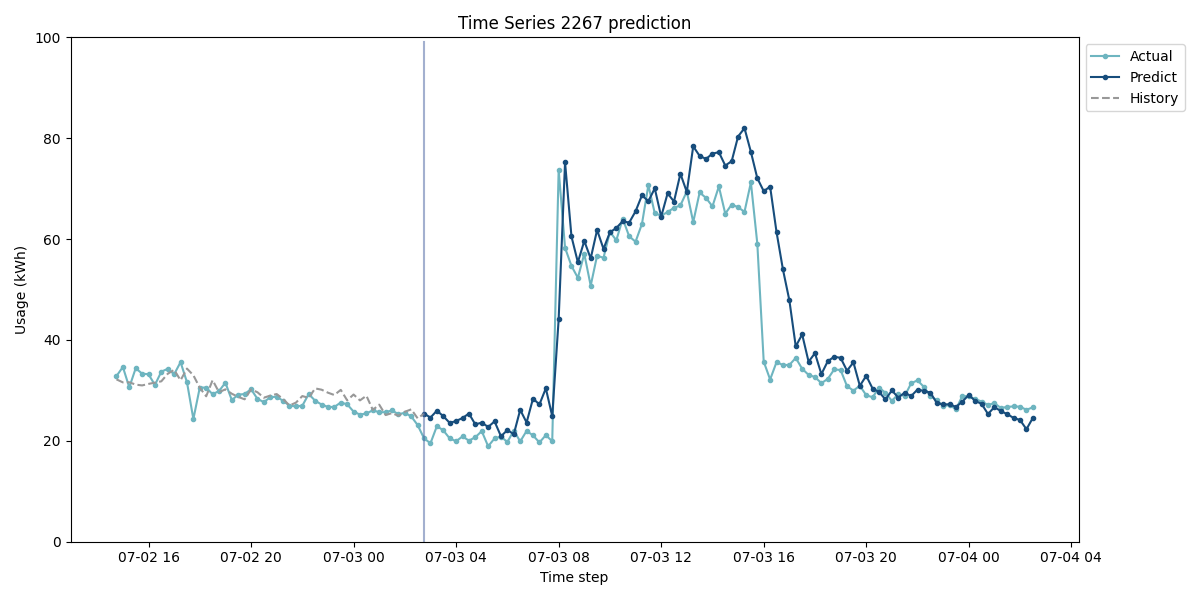 Time Series 2267 prediction
100
80
60
40
20
0
Usage (kWh)
07-02 16
07-02 20
07-03 00
07-03 04
07-03 08
07-03 12
07-03 16
07-03 20
07-04 00
07-04 04
Time step
Actual
Predict
History